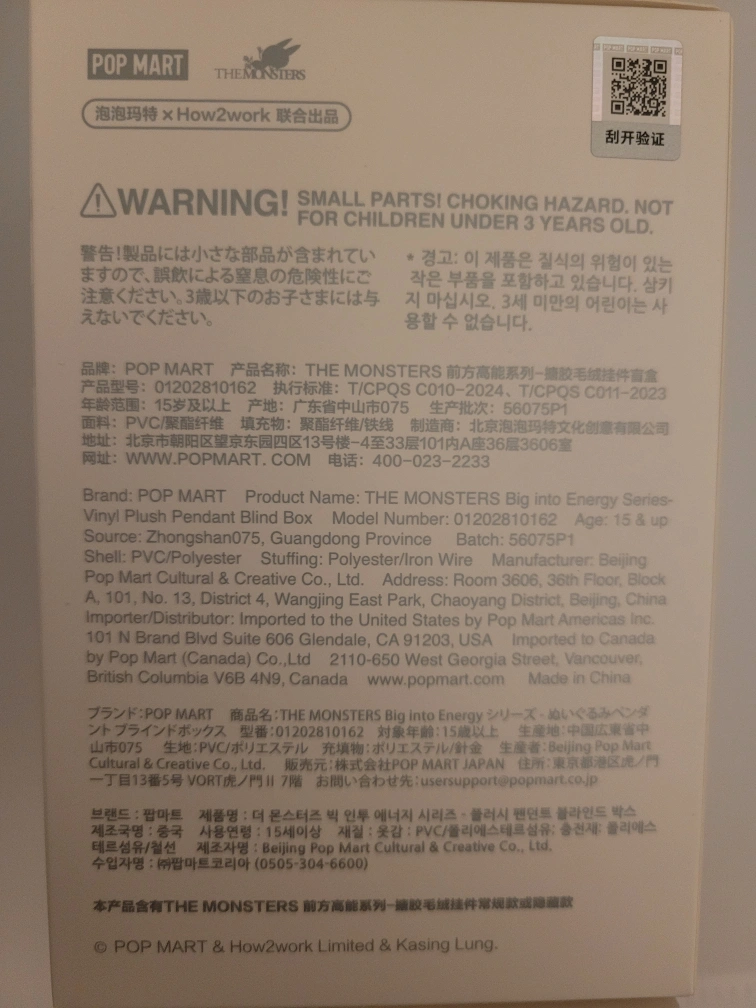 POP MART THE MONSTERS
泡泡玛特 × How2work 联合出品
刮开验证
WARNING! SMALL PARTS! CHOKING HAZARD. NOT
FOR CHILDREN UNDER 3 YEARS OLD.
警告!製品には小さな部品が含まれてい
ますので、誤飲による窒息の危険性にご
注意ください。3歳以下のお子さまには与
えないでください。
* 경고: 이 제품은 질식의 위험이 있는
작은 부품을 포함하고 있습니다. 삼키
지 마십시오. 3세 미만의 어린이는 사
용할 수 없습니다.
品牌：POP MART 产品名称：THE MONSTERS 前方高能系列-搪胶毛绒挂件盲盒
产品型号：01202810162 执行标准：T/CPQS C010-2024、T/CPQS C011-2023
年龄范围：15岁及以上 产地：广东省中山市075 生产批次：56075P1
面料：PVC/聚酯纤维 填充物：聚酯纤维/铁线 制造商：北京泡泡玛特文化创意有限公司
地址：北京市朝阳区望京东园四区13号楼-4至33层101内A座36层3606室
网址：WWW.POPMART.COM 电话：400-023-2233
Brand: POP MART Product Name: THE MONSTERS Big into Energy Series-
Vinyl Plush Pendant Blind Box Model Number: 01202810162 Age: 15 & up
Source: Zhongshan075, Guangdong Province Batch: 56075P1
Shell: PVC/Polyester Stuffing: Polyester/Iron Wire Manufacturer: Beijing
Pop Mart Cultural & Creative Co., Ltd. Address: Room 3606, 36th Floor, Block
A, 101, No. 13, District 4, Wangjing East Park, Chaoyang District, Beijing, China
Importer/Distributor: Imported to the United States by Pop Mart Americas Inc.
101 N Brand Blvd Suite 606 Glendale, CA 91203, USA Imported to Canada
by Pop Mart (Canada) Co.,Ltd 2110-650 West Georgia Street, Vancouver,
British Columbia V6B 4N9, Canada www.popmart.com Made in China
ブランド:POP MART 商品名:THE MONSTERS Big into Energy シリーズ - ぬいぐるみペンダ
ント ブラインドボックス 型番:01202810162 対象年齢:15歳以上 生産地:中国広東省中
山市075 生地:PVC/ポリエステル 充填物:ポリエステル/針金 生産者:Beijing Pop Mart
Cultural & Creative Co., Ltd. 販売元:株式会社POP MART JAPAN 住所:東京都港区虎ノ門
一丁目13番5号 VORT虎ノ門II 7階 お問い合わせ先:usersupport@popmart.co.jp
브랜드 : 팝마트 제품명 : 더 몬스터즈 빅 인투 에너지 시리즈 - 플러시 팬던트 블라인드 박스
제조국명 : 중국 사용연령 : 15세이상 재질 : 옷감 : PVC/폴리에스테르섬유; 충전재: 폴리에스
테르섬유/철선 제조자명 : Beijing Pop Mart Cultural & Creative Co., Ltd.
수입자명 : ㈜팝마트코리아 (0505-304-6600)
本产品含有THE MONSTERS 前方高能系列-搪胶毛绒挂件常规款或隐藏款
© POP MART & How2work Limited & Kasing Lung.